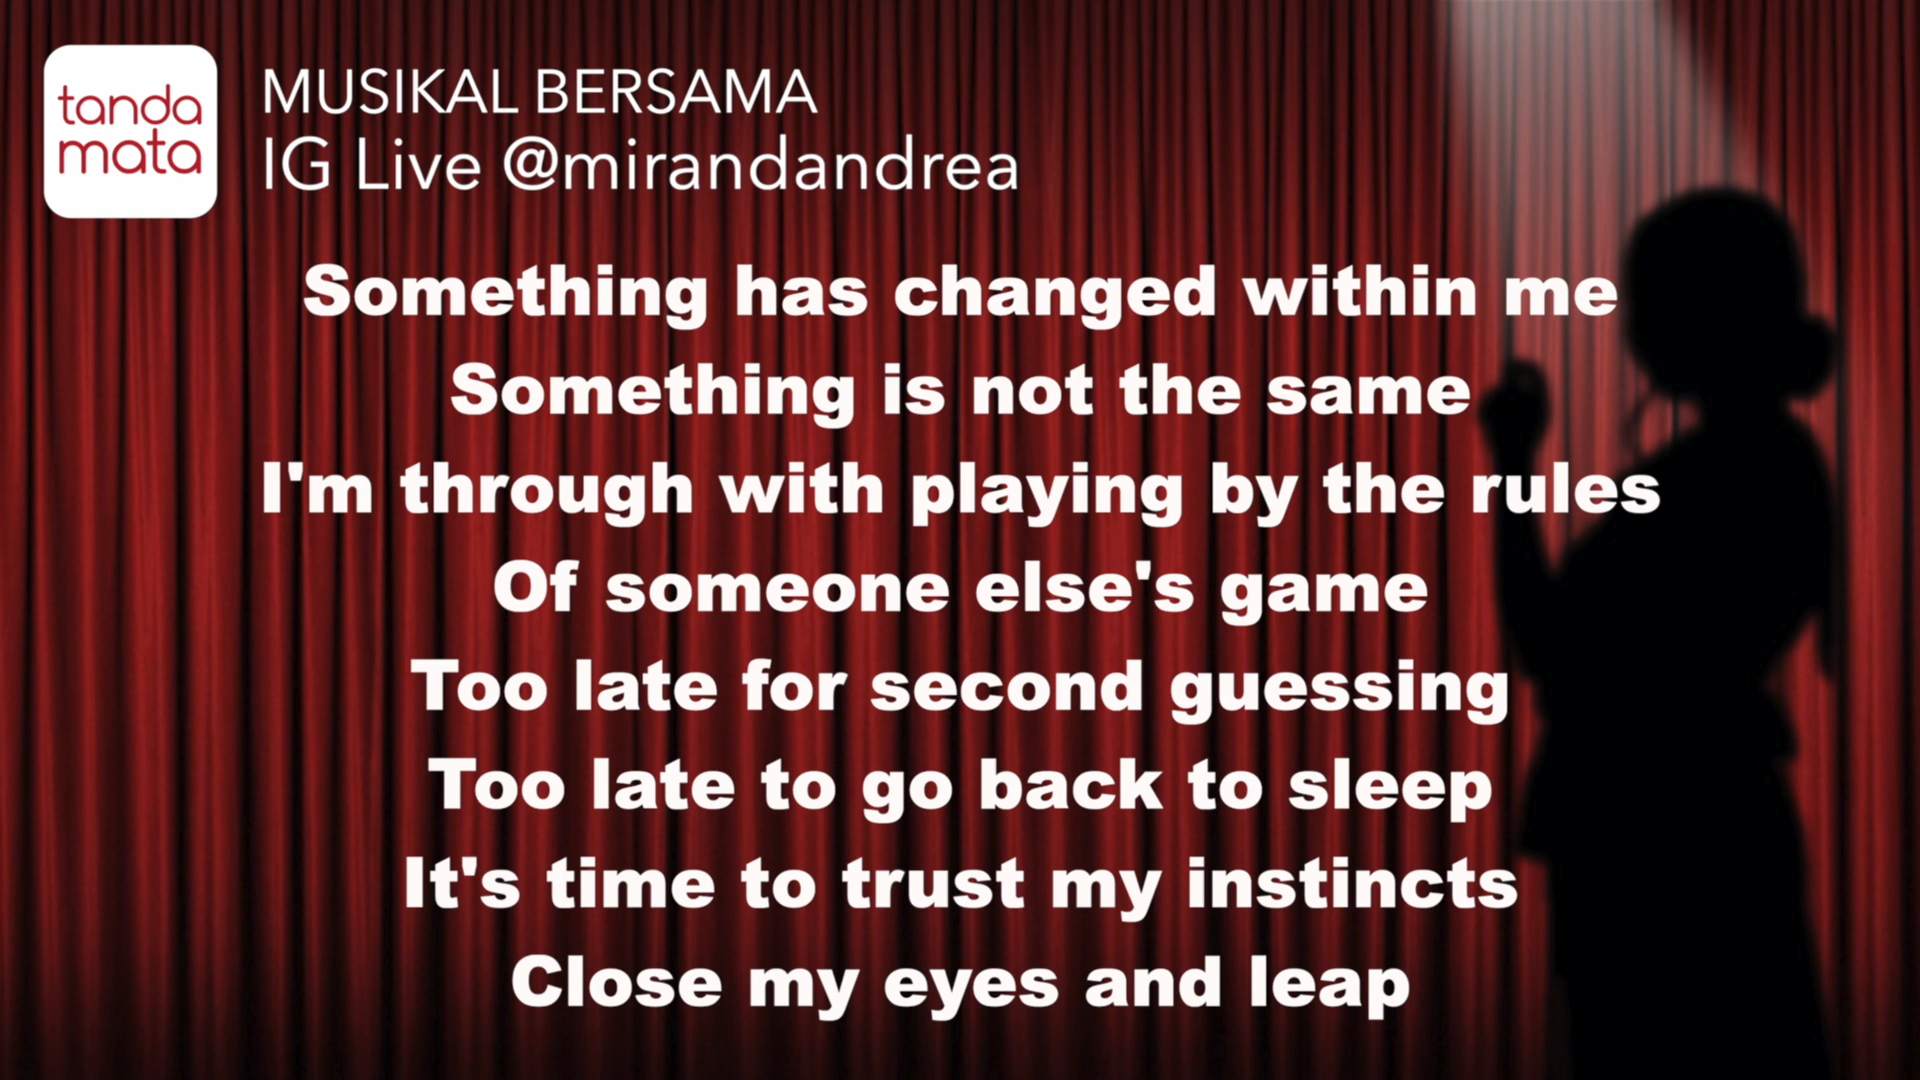 tanda
mata
MUSIKAL BERSAMA
IG Live @mirandandrea
Something has changed within me
Something is not the same
I'm through with playing by the rules
Of someone else's game
Too late for second guessing
Too late to go back to sleep
It's time to trust my instincts
Close my eyes and leap